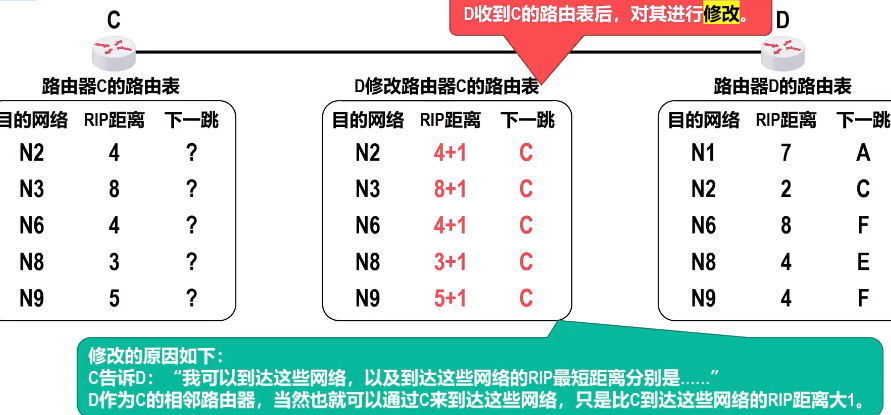 D收到C的路由表后，对其进行修改。
C
D
路由器C的路由表
目的网络 RIP距离 下一跳
N2 4 ?
N3 8 ?
N6 4 ?
N8 3 ?
N9 5 ?
D修改路由器C的路由表
目的网络 RIP距离 下一跳
N2 4+1 C
N3 8+1 C
N6 4+1 C
N8 3+1 C
N9 5+1 C
路由器D的路由表
目的网络 RIP距离 下一跳
N1 7 A
N2 2 C
N6 8 F
N8 4 E
N9 4 F
修改的原因如下：
C告诉D：“我可以到达这些网络，以及到达这些网络的RIP最短距离分别是……”
D作为C的相邻路由器，当然也就可以通过C来到达这些网络，只是比C到达这些网络的RIP距离大1。